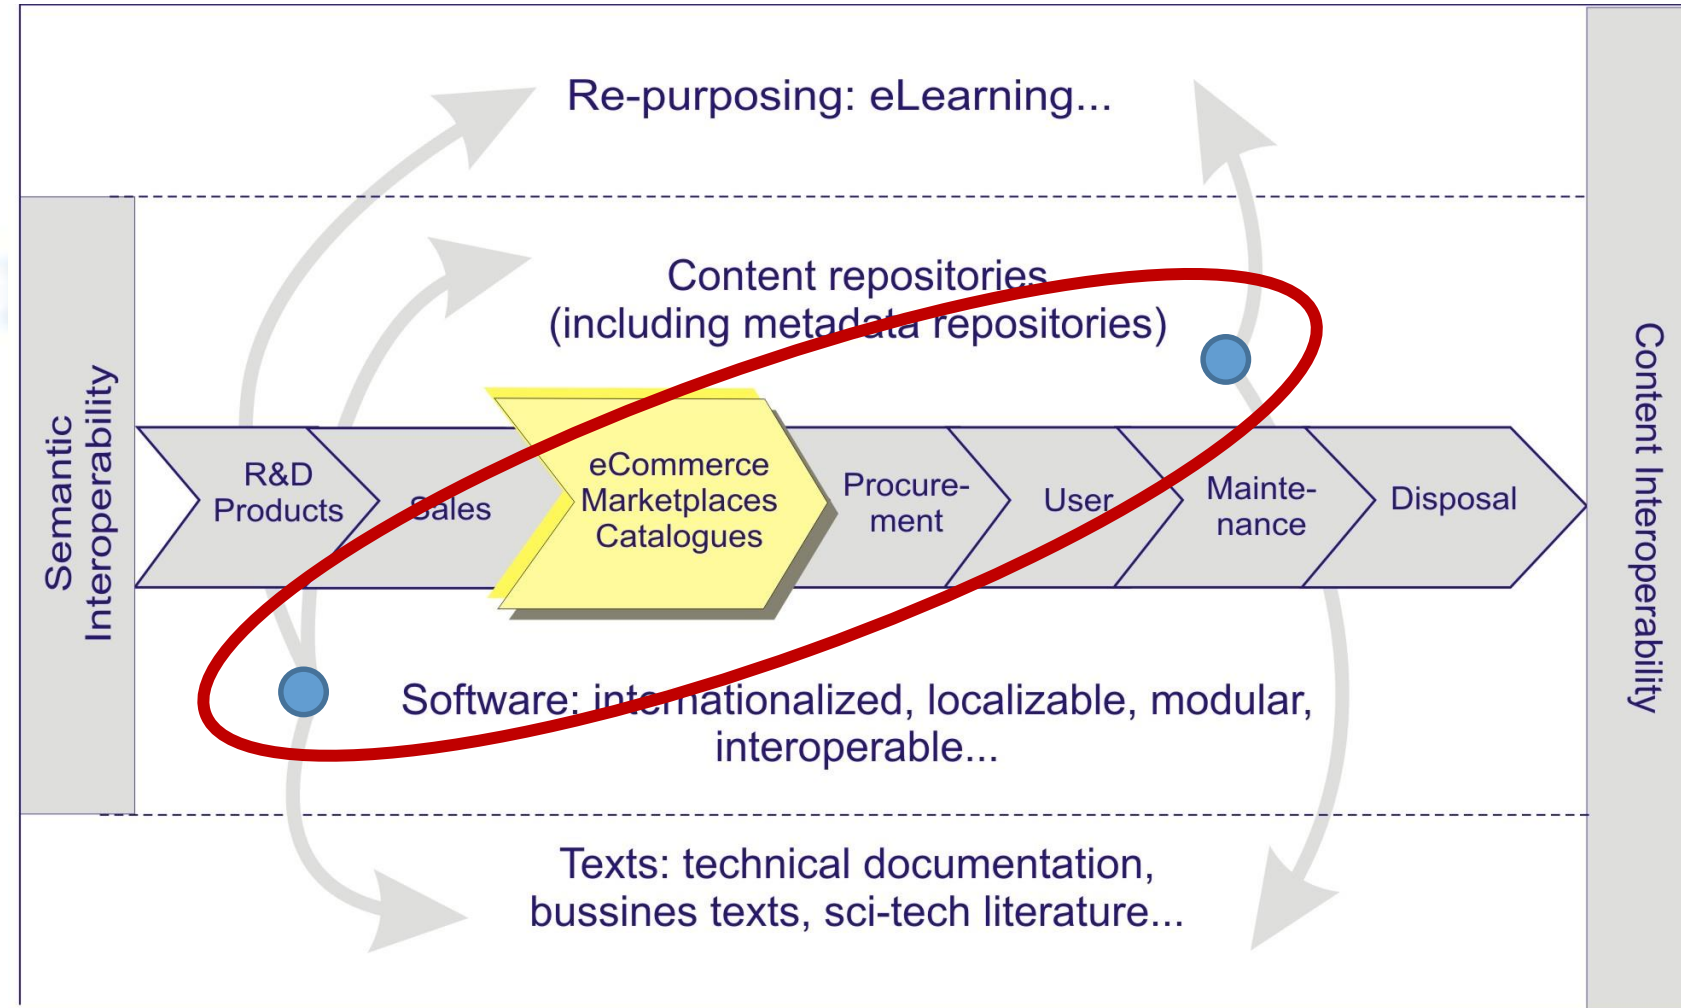 Re-purposing: eLearning...
Content repositories
(including metadata repositories)
Semantic
Interoperability
R&D
Products
Sales
eCommerce
Marketplaces
Catalogues
Procure-
ment
User
Mainte-
nance
Disposal
Content Interoperability
Software: internationalized, localizable, modular,
interoperable...
Texts: technical documentation,
bussines texts, sci-tech literature...